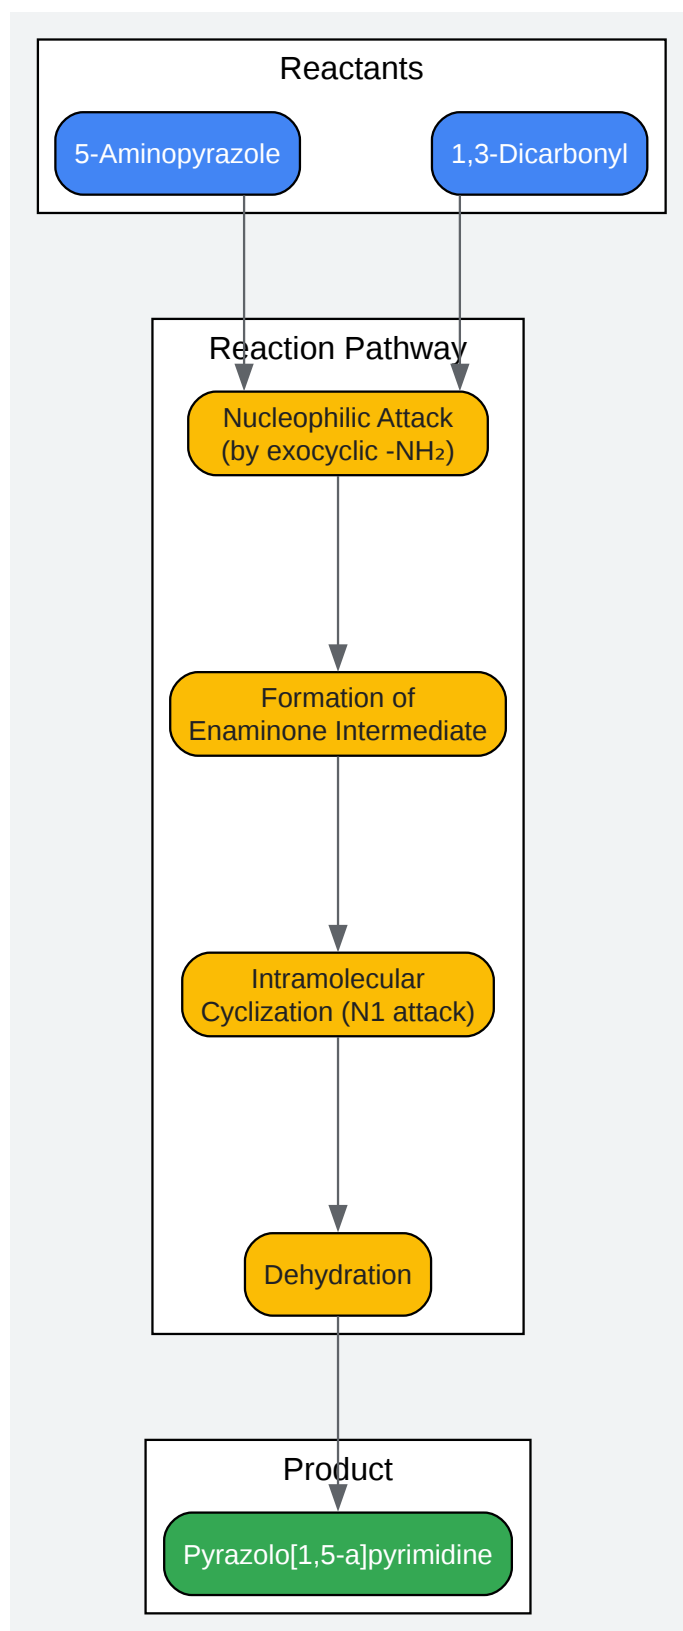 Reactants
5-Aminopyrazole
1,3-Dicarbonyl
Reaction Pathway
Nucleophilic Attack
(by exocyclic -NH₂)
Formation of
Enaminone Intermediate
Intramolecular
Cyclization (N1 attack)
Dehydration
Product
Pyrazolo[1,5-a]pyrimidine